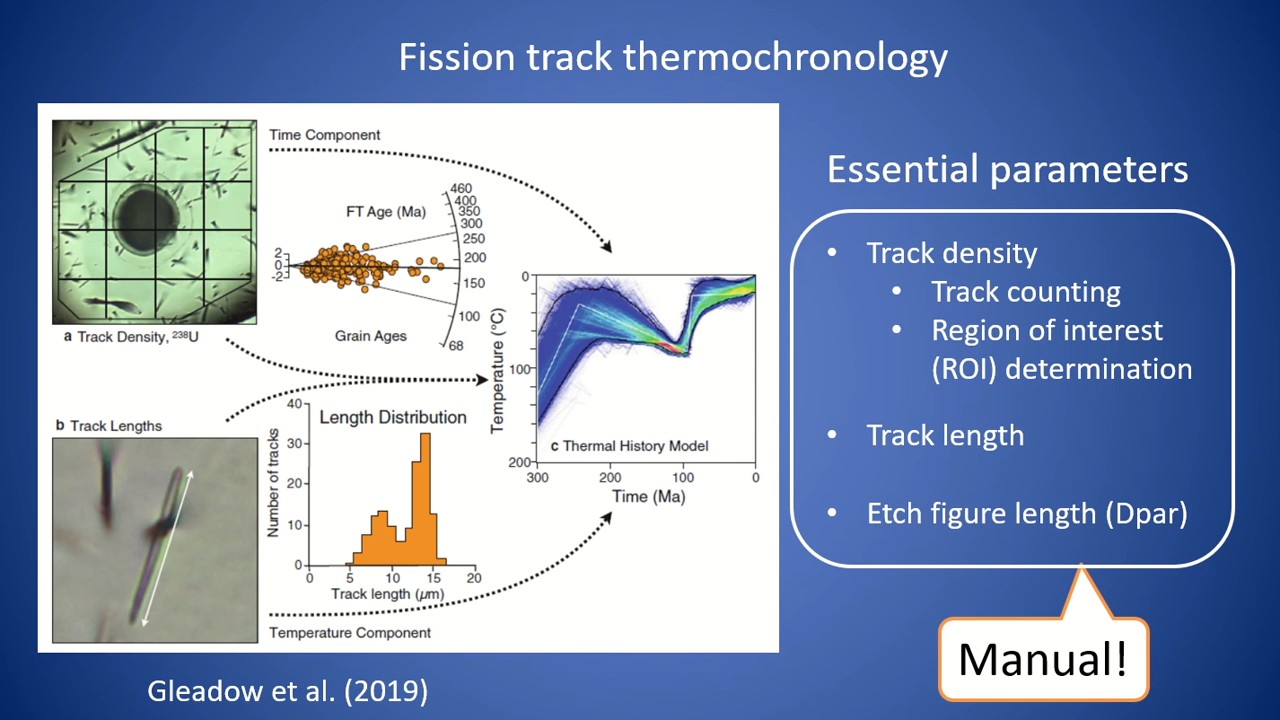 Fission track thermochronology
Time Component
FT Age (Ma)
460
400
350
300
250
200
150
100
68
2
0
-2
Grain Ages
a Track Density, ²³⁸U
b Track Lengths
Length Distribution
Number of tracks
40
30
20
10
0
0 5 10 15 20
Track length (µm)
Temperature Component
Temperature (°C)
0
100
200
c Thermal History Model
300 200 100 0
Time (Ma)
Gleadow et al. (2019)
Essential parameters
• Track density
• Track counting
• Region of interest
(ROI) determination
• Track length
• Etch figure length (Dpar)
Manual!